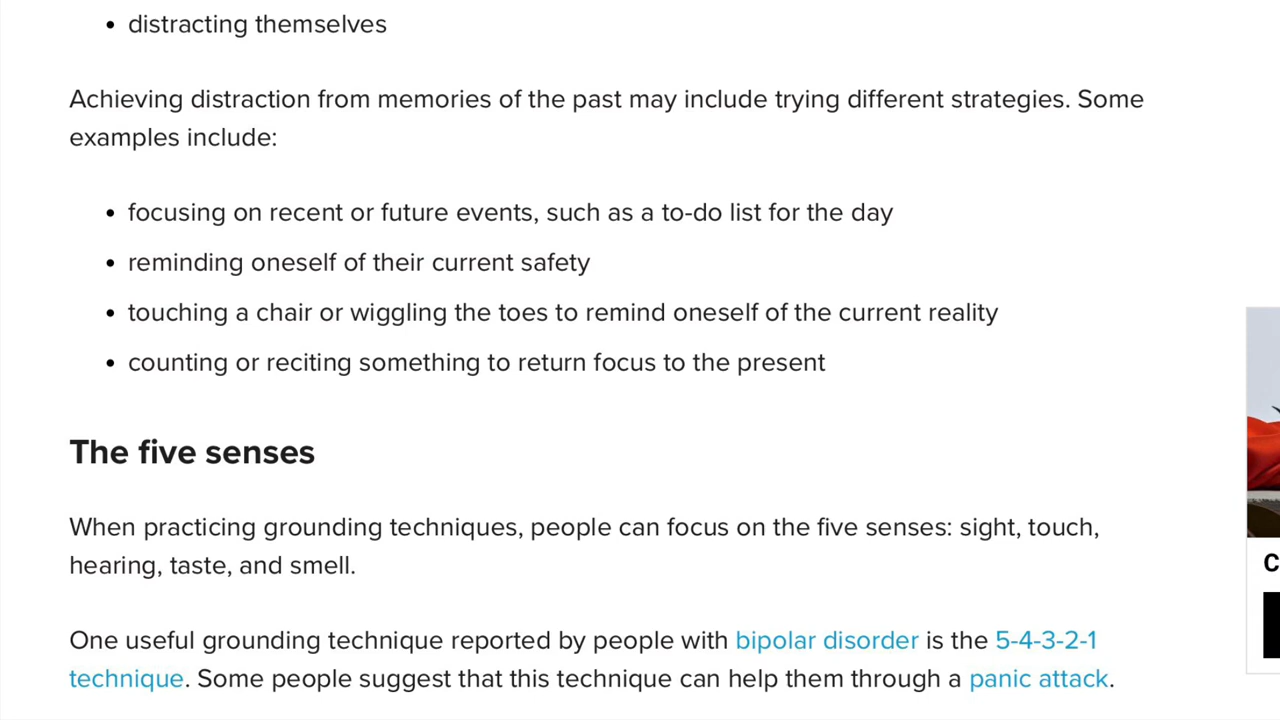 distracting themselves
Achieving distraction from memories of the past may include trying different strategies. Some
examples include:
focusing on recent or future events, such as a to-do list for the day
reminding oneself of their current safety
touching a chair or wiggling the toes to remind oneself of the current reality
counting or reciting something to return focus to the present
The five senses
When practicing grounding techniques, people can focus on the five senses: sight, touch,
hearing, taste, and smell.
One useful grounding technique reported by people with bipolar disorder is the 5-4-3-2-1
technique. Some people suggest that this technique can help them through a panic attack.